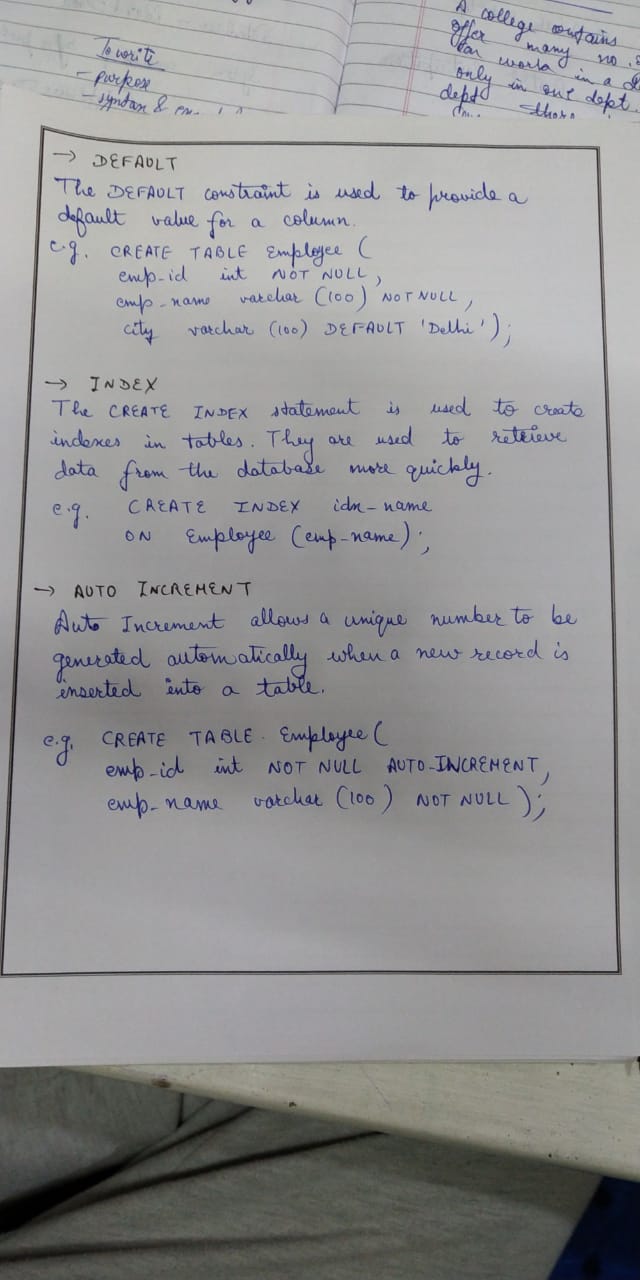 To write
- purpose
- syntax &
A college contains
offer many no.
can work in a
only in one dept.
dept
→ DEFAULT
The DEFAULT constraint is used to provide a
default value for a column.
e.g. CREATE TABLE Employee (
emp-id int NOT NULL,
emp-name varchar (100) NOT NULL,
city varchar (100) DEFAULT 'Delhi');
→ INDEX
The CREATE INDEX statement is used to create
indexes in tables. They are used to retrieve
data from the database more quickly.
e.g. CREATE INDEX idn-name
ON Employee (emp-name);
→ AUTO INCREMENT
Auto Increment allows a unique number to be
generated automatically when a new record is
inserted into a table.
e.g. CREATE TABLE Employee (
emp-id int NOT NULL AUTO-INCREMENT,
emp-name varchar (100) NOT NULL );